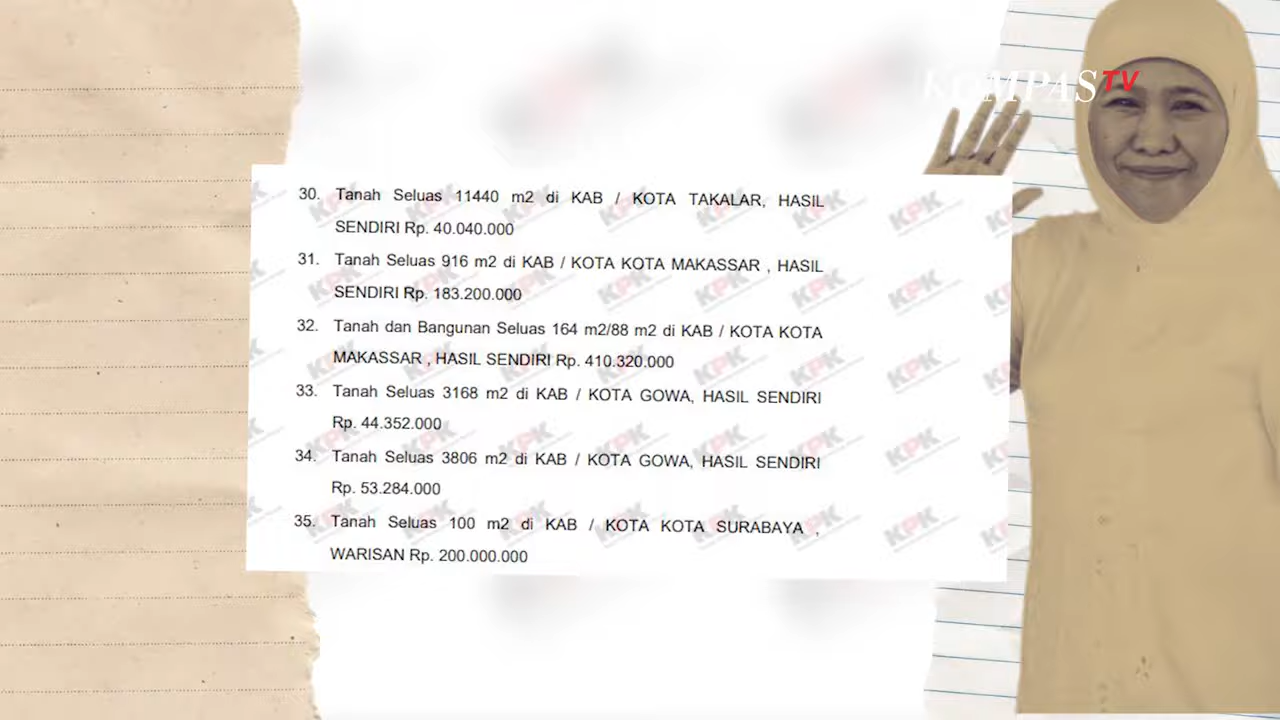 KOMPASTV
30. Tanah Seluas 11440 m2 di KAB / KOTA TAKALAR, HASIL
SENDIRI Rp. 40.040.000
31. Tanah Seluas 916 m2 di KAB / KOTA KOTA MAKASSAR , HASIL
SENDIRI Rp. 183.200.000
32. Tanah dan Bangunan Seluas 164 m2/88 m2 di KAB / KOTA KOTA
MAKASSAR , HASIL SENDIRI Rp. 410.320.000
33. Tanah Seluas 3168 m2 di KAB / KOTA GOWA, HASIL SENDIRI
Rp. 44.352.000
34. Tanah Seluas 3806 m2 di KAB / KOTA GOWA, HASIL SENDIRI
Rp. 53.284.000
35. Tanah Seluas 100 m2 di KAB / KOTA KOTA SURABAYA ,
WARISAN Rp. 200.000.000